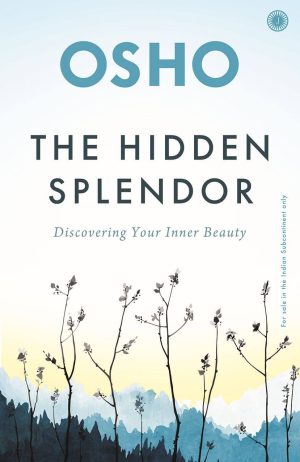 OSHO
THE HIDDEN
SPLENDOR
Discovering Your Inner Beauty
For sale in the Indian Subcontinent only